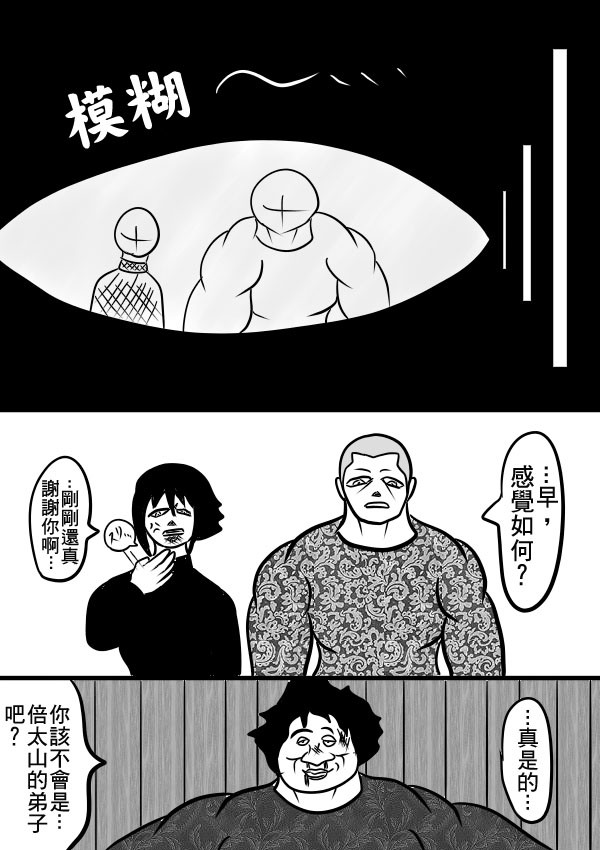 模糊
…早，
感覺如何？
…剛剛還真
謝謝你啊…
…真是的…
你該不會是…
倍太山的弟子
吧？